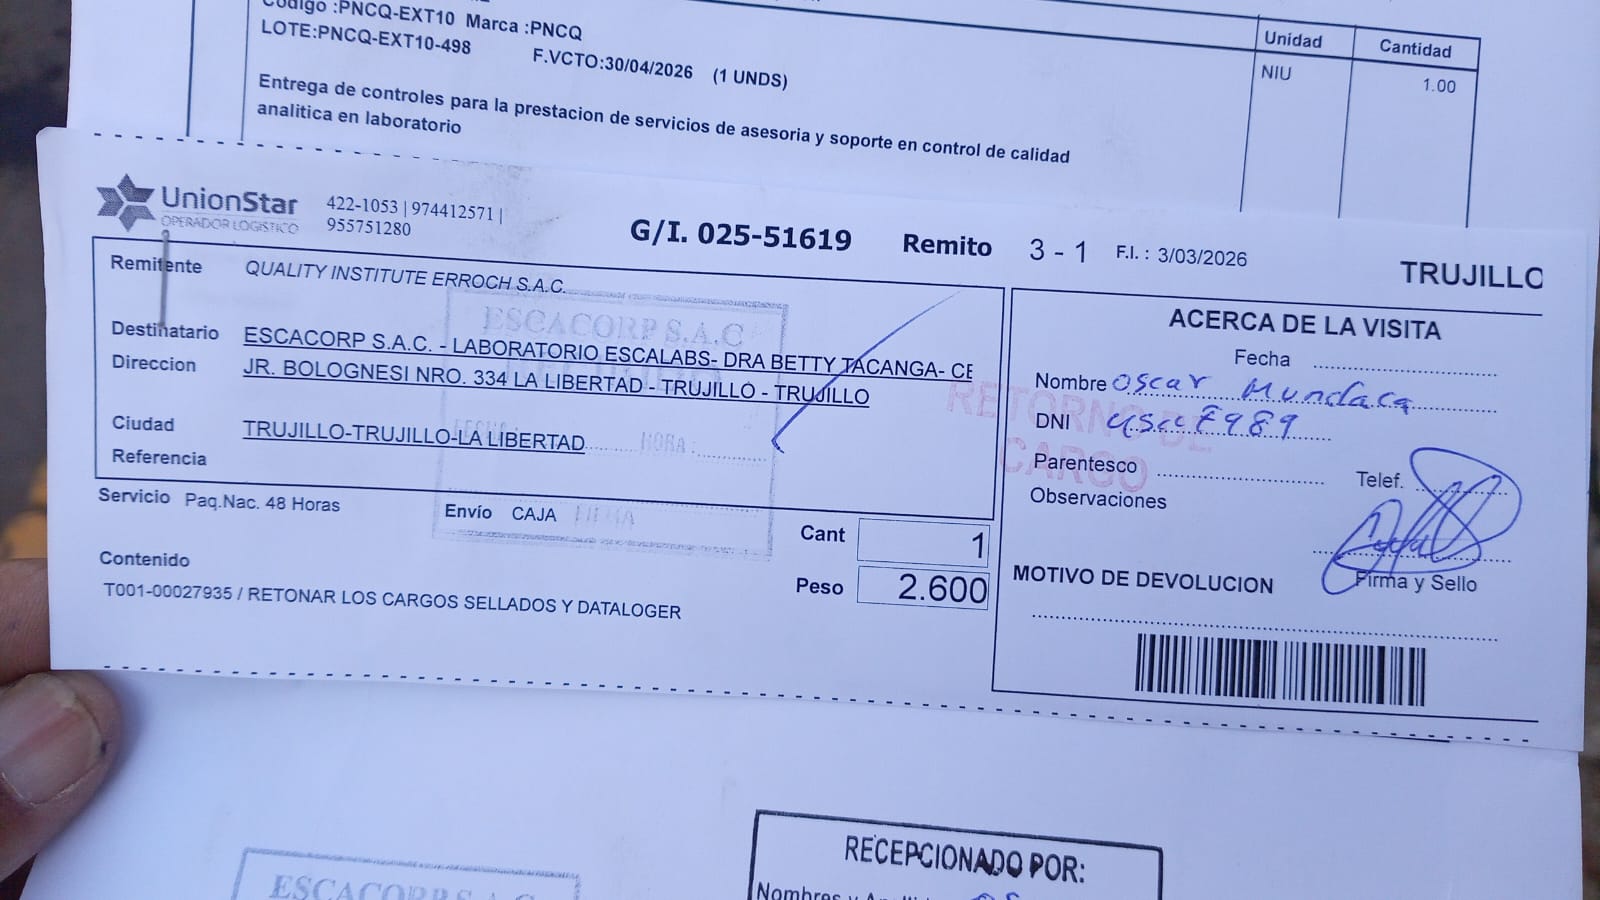 Codigo :PNCQ-EXT10 Marca :PNCQ
LOTE:PNCQ-EXT10-498 F.VCTO:30/04/2026 (1 UNDS)
Unidad Cantidad
NIU 1.00
Entrega de controles para la prestacion de servicios de asesoria y soporte en control de calidad
analitica en laboratorio
UnionStar
OPERADOR LOGISTICO
422-1053 | 974412571 |
955751280
G/I. 025-51619 Remito 3 - 1 F.I. : 3/03/2026
TRUJILLO
Remitente QUALITY INSTITUTE ERROCH S.A.C.
ESCACORP S.A.C
Destinatario ESCACORP S.A.C. - LABORATORIO ESCALABS- DRA BETTY TACANGA- CE
Direccion JR. BOLOGNESI NRO. 334 LA LIBERTAD - TRUJILLO - TRUJILLO
Ciudad TRUJILLO-TRUJILLO-LA LIBERTAD
HORA:
Referencia
Servicio Paq.Nac. 48 Horas
Envío CAJA
FIRMA
Cant 1
Peso 2.600
Contenido
T001-00027935 / RETONAR LOS CARGOS SELLADOS Y DATALOGER
ACERCA DE LA VISITA
Fecha
Nombre Oscar Mundaca
DNI
RETORNO DE
CARGO
Parentesco
Telef.
Observaciones
Firma y Sello
MOTIVO DE DEVOLUCION
ESCACORP S.A.C
RECEPCIONADO POR:
Nombres y